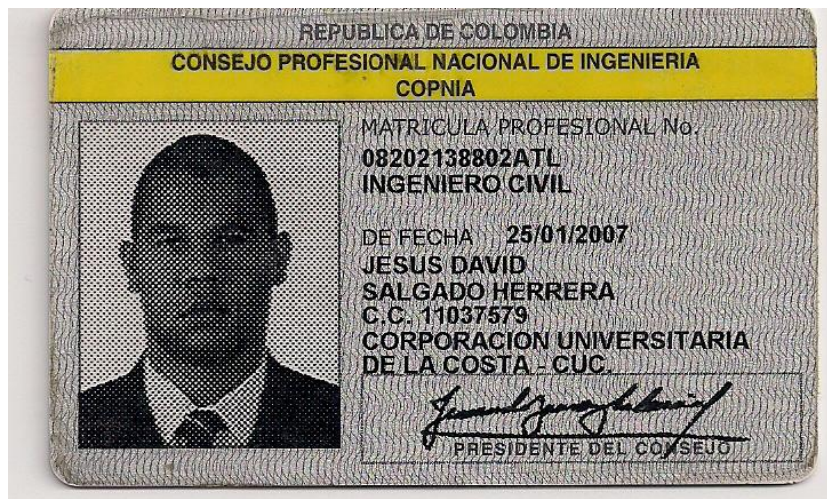 REPUBLICA DE COLOMBIA
CONSEJO PROFESIONAL NACIONAL DE INGENIERIA
COPNIA
MATRICULA PROFESIONAL No.
08202138802ATL
INGENIERO CIVIL
DE FECHA 25/01/2007
JESUS DAVID
SALGADO HERRERA
C.C. 11037579
CORPORACION UNIVERSITARIA
DE LA COSTA - CUC.
PRESIDENTE DEL CONSEJO